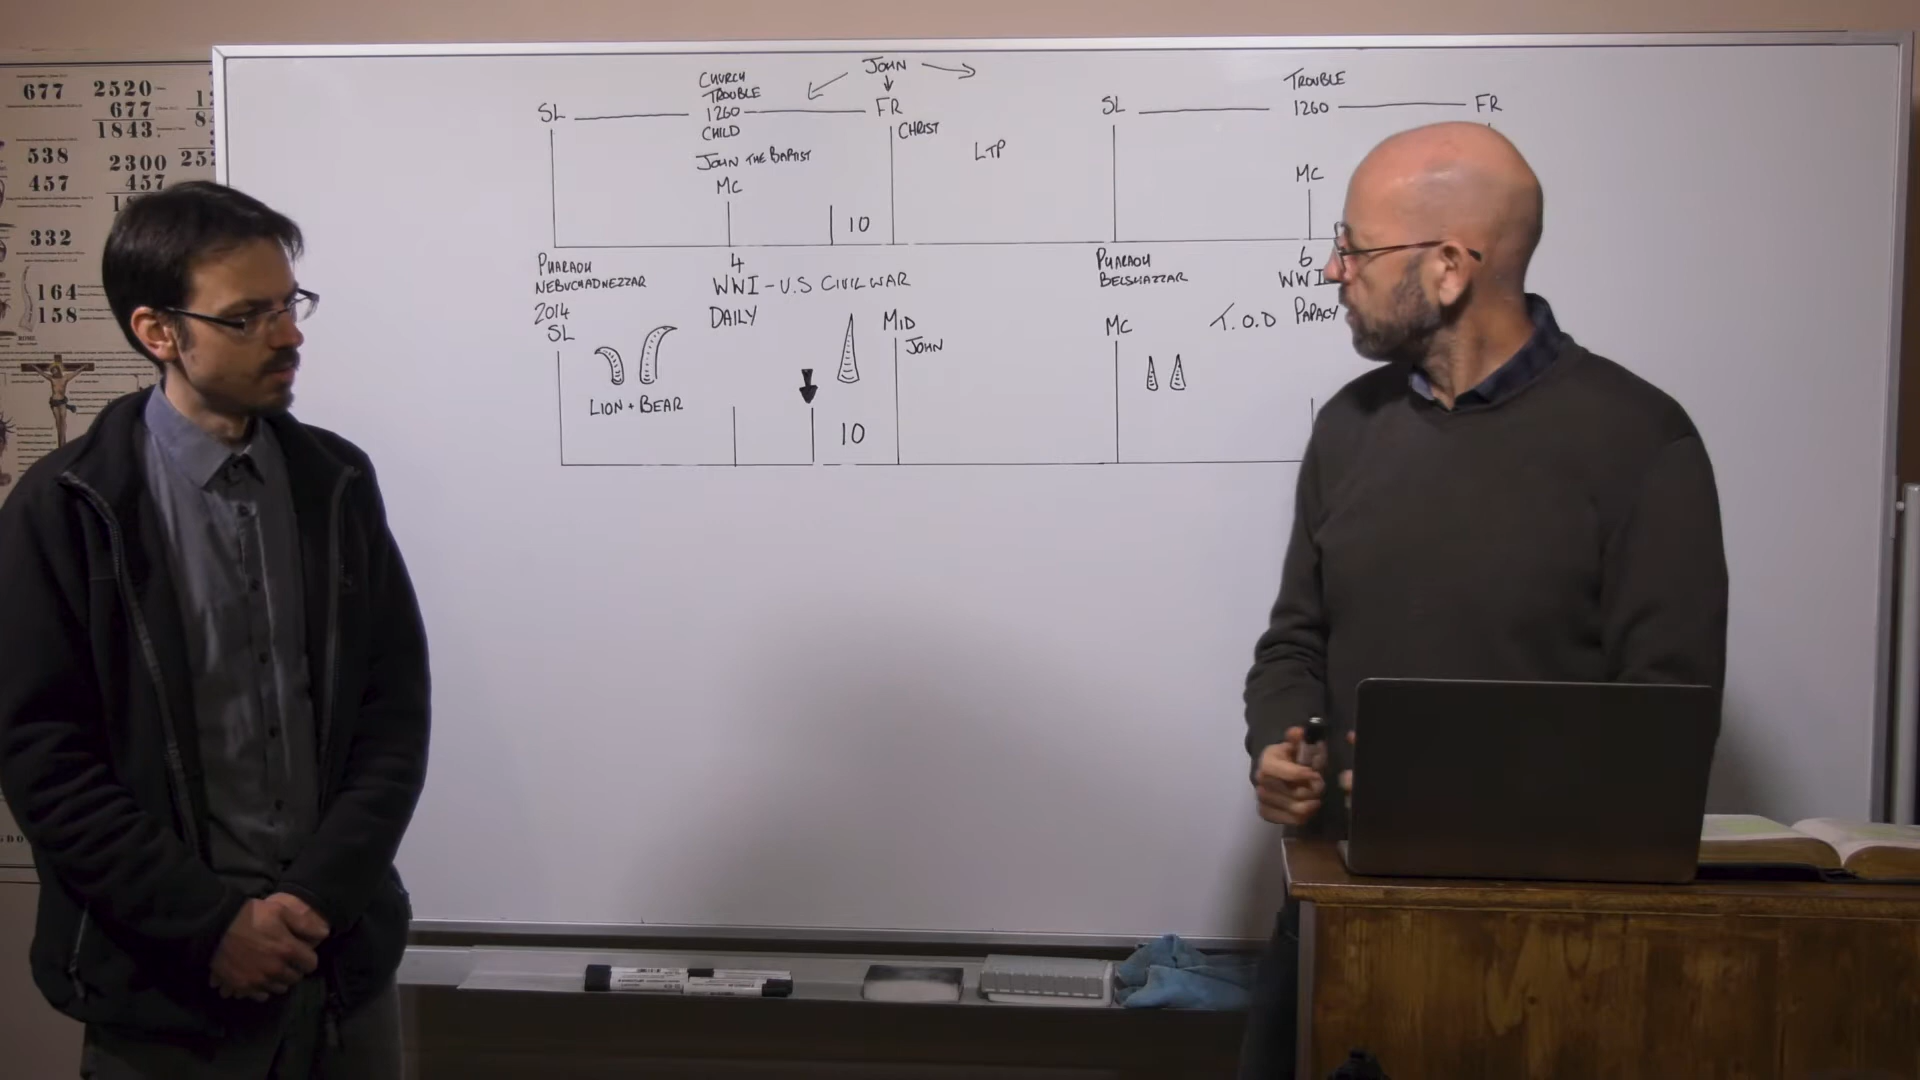 677
2520-
677
1843.
538
457
2300
457
332
164
158
JOHN
CHURCH
TROUBLE
SL
1260
FR
CHILD
CHRIST
JOHN THE BAPTIST
MC
10
LTP
TROUBLE
SL
1260
FR
MC
PHARAOH
NEBUCHADNEZZAR
4
WWI - U.S CIVIL WAR
PHARAOH
BELSHAZZAR
6
WWI
2014
SL
DAILY
MID
JOHN
MC
T.O.D
PAPACY
LION + BEAR
10